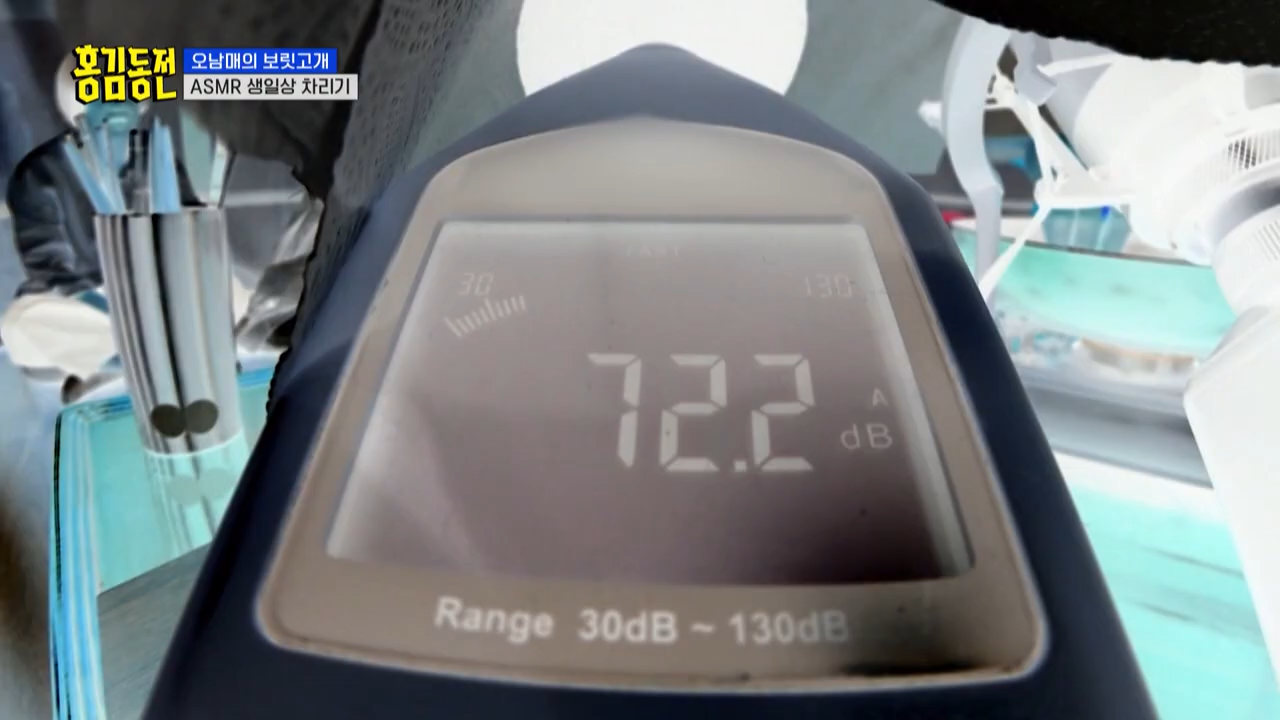 홍김동전
오남매의 보릿고개
ASMR 생일상 차리기
FAST
30
130
72.2
A
dB
Range 30dB ~ 130dB